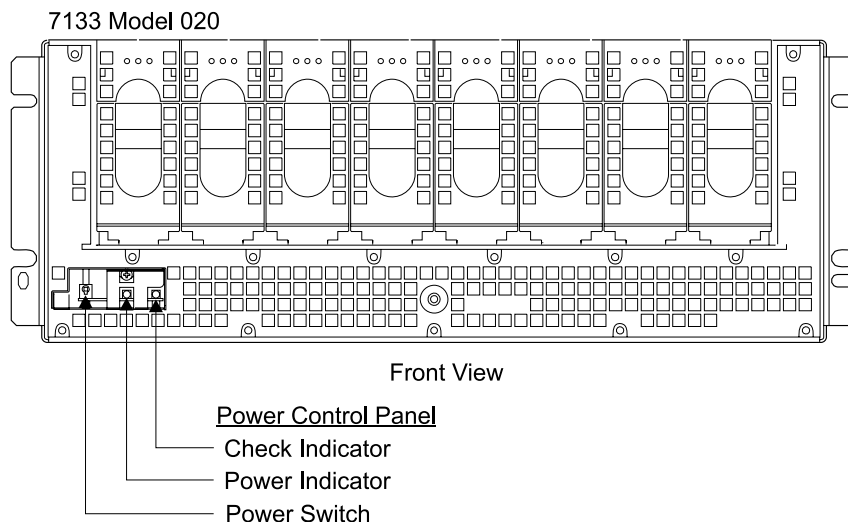 7133 Model 020
Front View
Power Control Panel
Check Indicator
Power Indicator
Power Switch